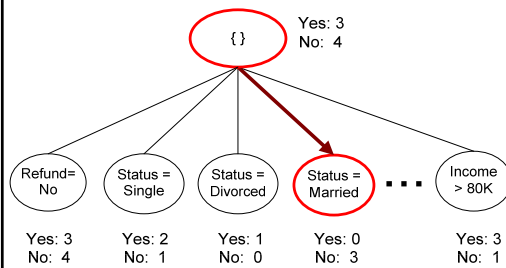 { }
Yes: 3
No: 4
Refund=
No
Status =
Single
Status =
Divorced
Status =
Married
...
Income
> 80K
Yes: 3
No: 4
Yes: 2
No: 1
Yes: 1
No: 0
Yes: 0
No: 3
Yes: 3
No: 1